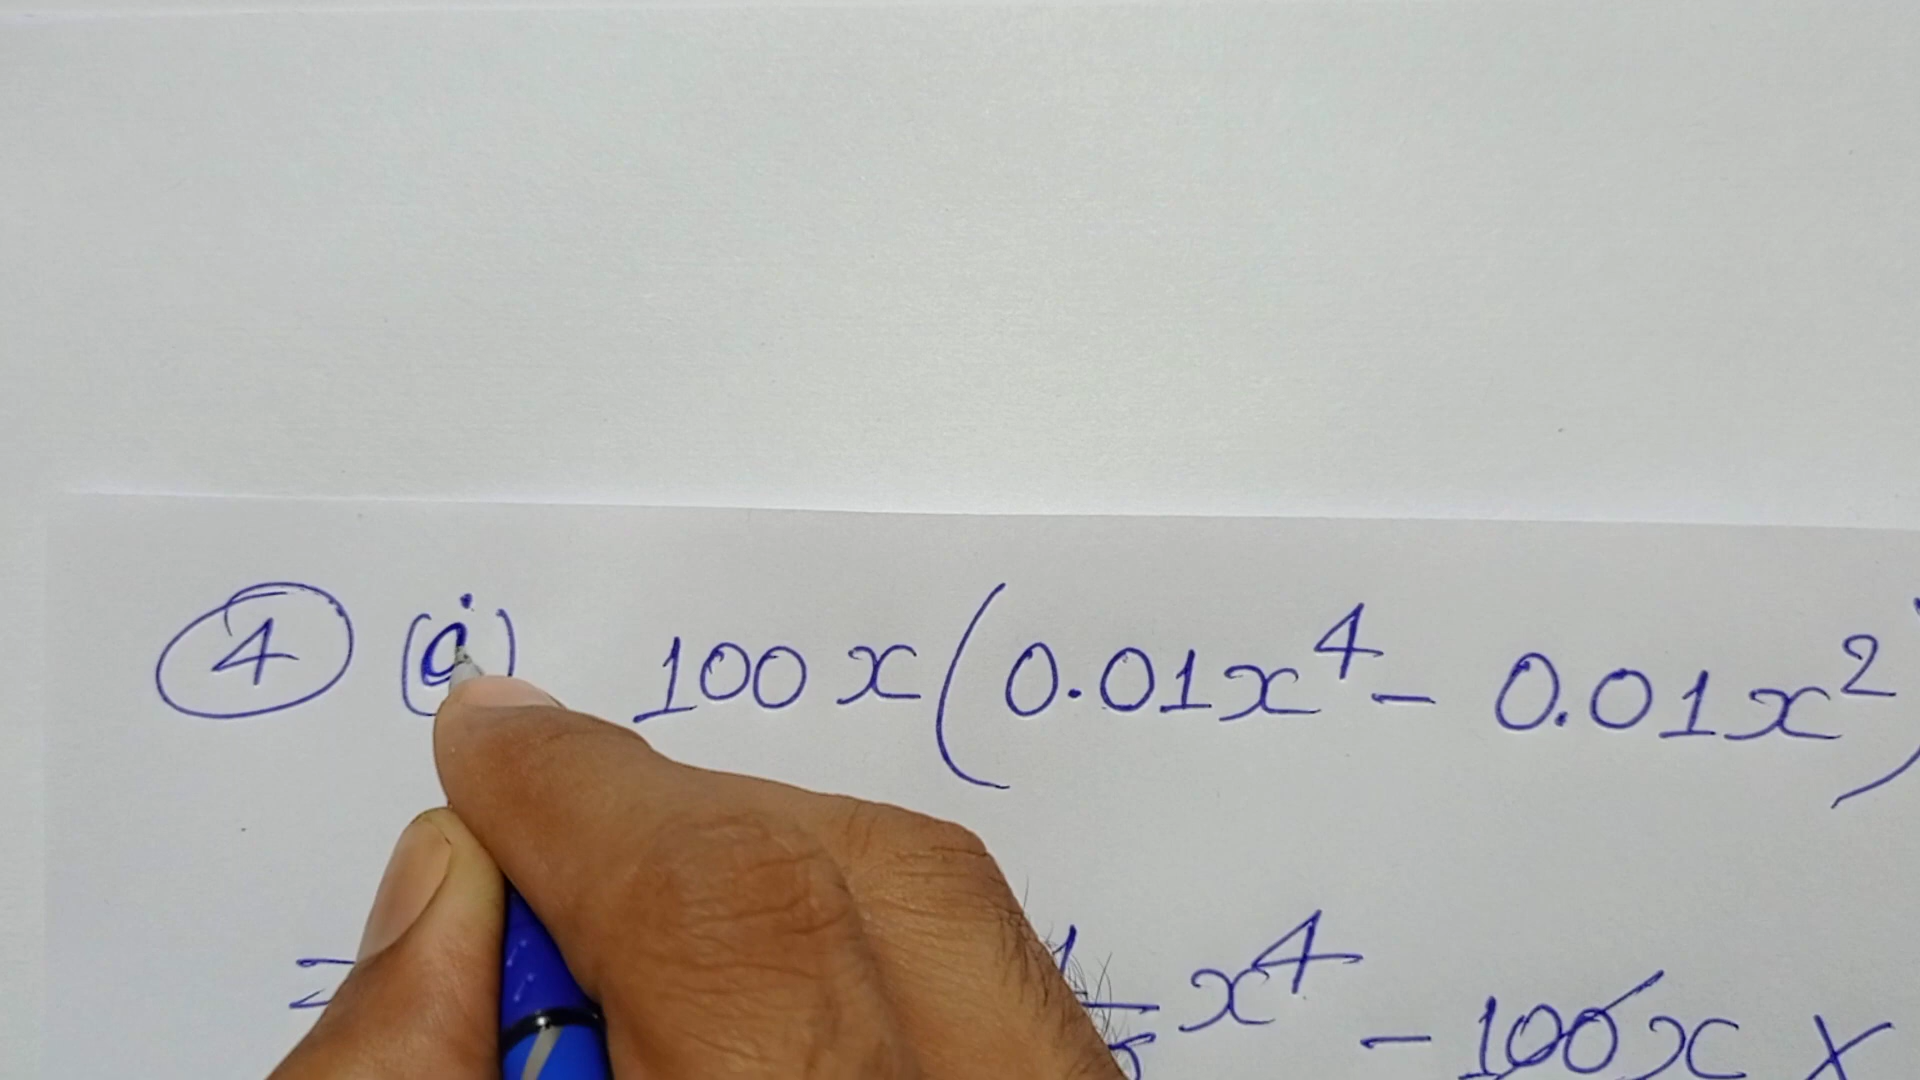 4 (a) 100x(0.01x⁴ - 0.01x²)
= x⁴ - 100x ×